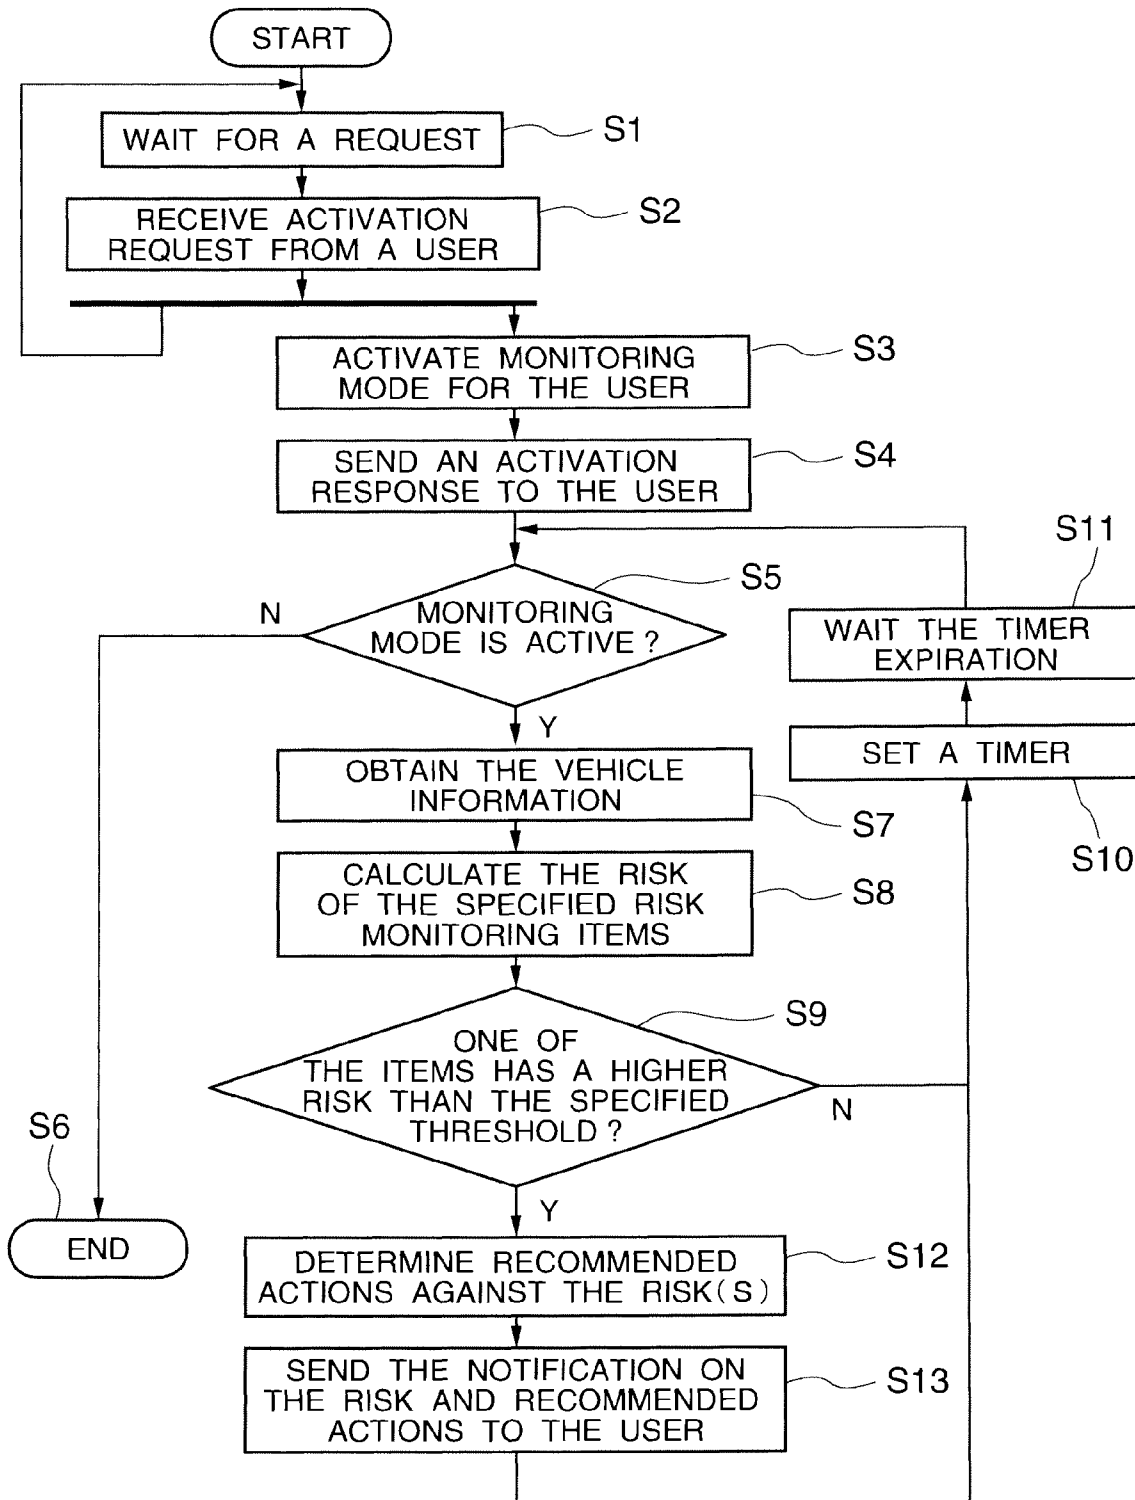 START
WAIT FOR A REQUEST
S1
RECEIVE ACTIVATION
REQUEST FROM A USER
S2
ACTIVATE MONITORING
MODE FOR THE USER
S3
SEND AN ACTIVATION
RESPONSE TO THE USER
S4
S11
WAIT THE TIMER
EXPIRATION
S5
MONITORING
MODE IS ACTIVE ?
N
Y
SET A TIMER
S10
OBTAIN THE VEHICLE
INFORMATION
S7
CALCULATE THE RISK
OF THE SPECIFIED RISK
MONITORING ITEMS
S8
S9
ONE OF
THE ITEMS HAS A HIGHER
RISK THAN THE SPECIFIED
THRESHOLD ?
N
Y
S6
END
DETERMINE RECOMMENDED
ACTIONS AGAINST THE RISK(S)
S12
SEND THE NOTIFICATION ON
THE RISK AND RECOMMENDED
ACTIONS TO THE USER
S13